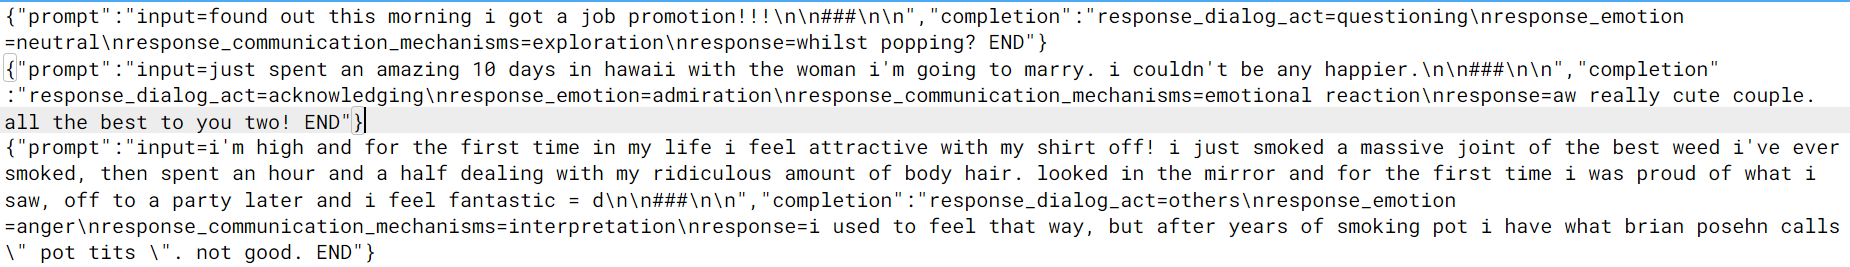 {"prompt":"input=found out this morning i got a job promotion!!!\n\n###\n\n","completion":"response_dialog_act=questioning\nresponse_emotion
=neutral\nresponse_communication_mechanisms=exploration\nresponse=whilst popping? END"}
{"prompt":"input=just spent an amazing 10 days in hawaii with the woman i'm going to marry. i couldn't be any happier.\n\n###\n\n","completion"
:"response_dialog_act=acknowledging\nresponse_emotion=admiration\nresponse_communication_mechanisms=emotional reaction\nresponse=aw really cute couple.
all the best to you two! END"}
{"prompt":"input=i'm high and for the first time in my life i feel attractive with my shirt off! i just smoked a massive joint of the best weed i've ever
smoked, then spent an hour and a half dealing with my ridiculous amount of body hair. looked in the mirror and for the first time i was proud of what i
saw, off to a party later and i feel fantastic = d\n\n###\n\n","completion":"response_dialog_act=others\nresponse_emotion
=anger\nresponse_communication_mechanisms=interpretation\nresponse=i used to feel that way, but after years of smoking pot i have what brian posehn calls
\" pot tits \". not good. END"}